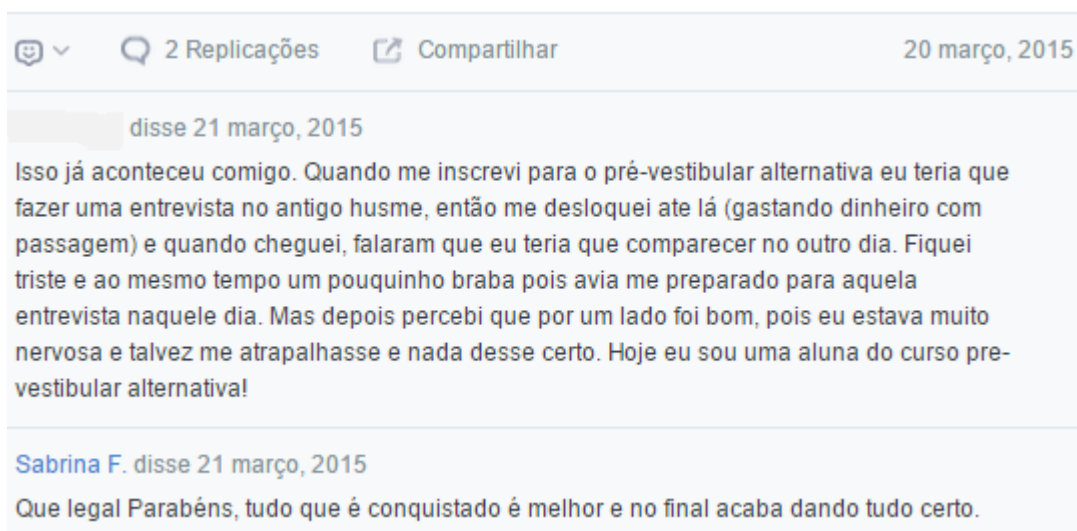 2 Replicações Compartilhar 20 março, 2015
disse 21 março, 2015
Isso já aconteceu comigo. Quando me inscrevi para o pré-vestibular alternativa eu teria que
fazer uma entrevista no antigo husme, então me desloquei ate lá (gastando dinheiro com
passagem) e quando cheguei, falaram que eu teria que comparecer no outro dia. Fiquei
triste e ao mesmo tempo um pouquinho braba pois avia me preparado para aquela
entrevista naquele dia. Mas depois percebi que por um lado foi bom, pois eu estava muito
nervosa e talvez me atrapalhasse e nada desse certo. Hoje eu sou uma aluna do curso pre-
vestibular alternativa!
Sabrina F. disse 21 março, 2015
Que legal Parabéns, tudo que é conquistado é melhor e no final acaba dando tudo certo.